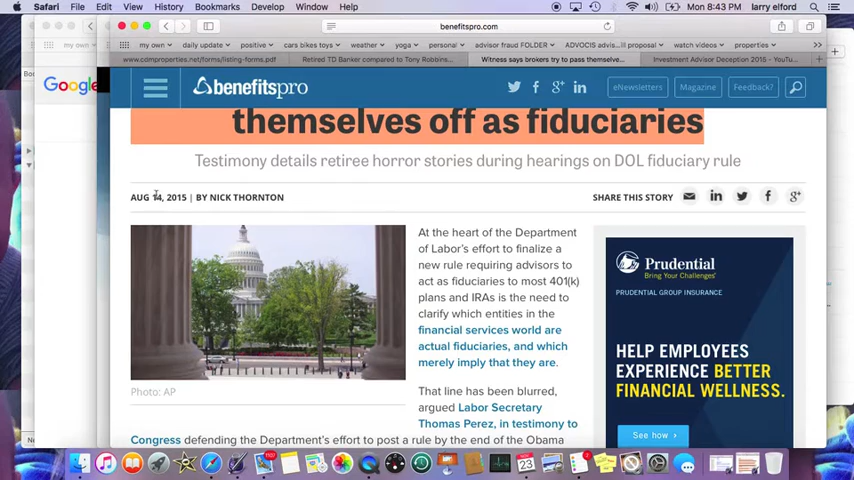 Safari File Edit View History Bookmarks Develop Window Help
Mon 8:43 PM larry elford
benefitspro.com
my own daily update positive cars bikes toys weather yoga personal advisor fraud FOLDER watch videos properties
www.cdmproperties.net/forms/listing-forms.pdf Retired TD Banker compared to Tony Robbins... Witness says brokers try to pass themselve... Investment Advisor Deception 2015 - YouTu...
Google
benefitspro
eNewsletters Magazine Feedback?
themselves off as fiduciaries
Testimony details retiree horror stories during hearings on DOL fiduciary rule
AUG 14, 2015 | BY NICK THORNTON
SHARE THIS STORY
At the heart of the Department
of Labor's effort to finalize a
new rule requiring advisors to
act as fiduciaries to most 401(k)
plans and IRAs is the need to
clarify which entities in the
financial services world are
actual fiduciaries, and which
merely imply that they are.
Photo: AP
That line has been blurred,
argued Labor Secretary
Thomas Perez, in testimony to
Congress defending the Department's effort to post a rule by the end of the Obama
Prudential
Bring Your Challenges
PRUDENTIAL GROUP INSURANCE
HELP EMPLOYEES
EXPERIENCE BETTER
FINANCIAL WELLNESS.
See how
23